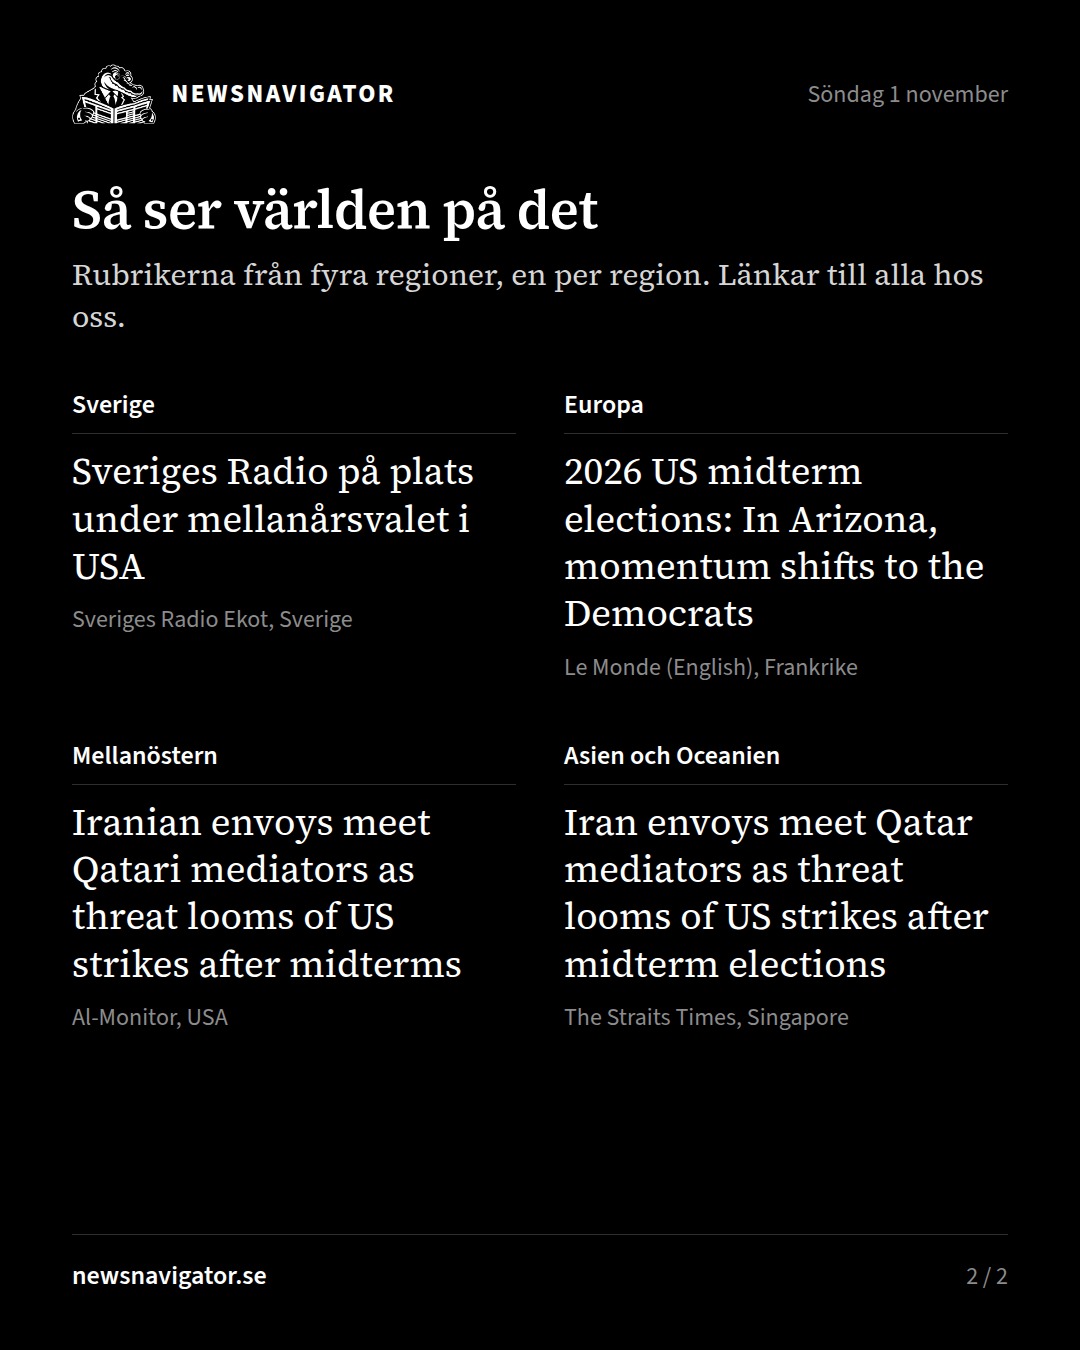 NEWSNAVIGATOR
Söndag 1 november
Så ser världen på det
Rubrikerna från fyra regioner, en per region. Länkar till alla hos
oss.
Sverige
Sveriges Radio på plats
under mellanårsvalet i
USA
Sveriges Radio Ekot, Sverige
Europa
2026 US midterm
elections: In Arizona,
momentum shifts to the
Democrats
Le Monde (English), Frankrike
Mellanöstern
Iranian envoys meet
Qatari mediators as
threat looms of US
strikes after midterms
Al-Monitor, USA
Asien och Oceanien
Iran envoys meet Qatar
mediators as threat
looms of US strikes after
midterm elections
The Straits Times, Singapore
newsnavigator.se
2 / 2